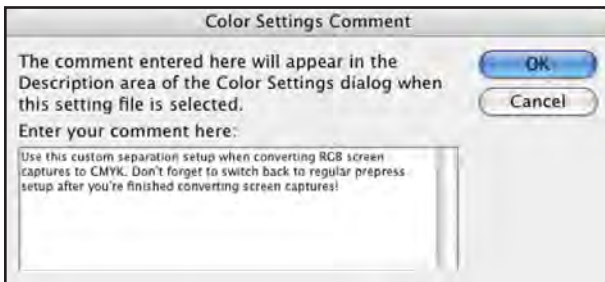 Color Settings Comment
The comment entered here will appear in the
Description area of the Color Settings dialog when
this setting file is selected.
Enter your comment here:
Use this custom separation setup when converting RGB screen
captures to CMYK. Don't forget to switch back to regular prepress
setup after you're finished converting screen captures!
OK
Cancel